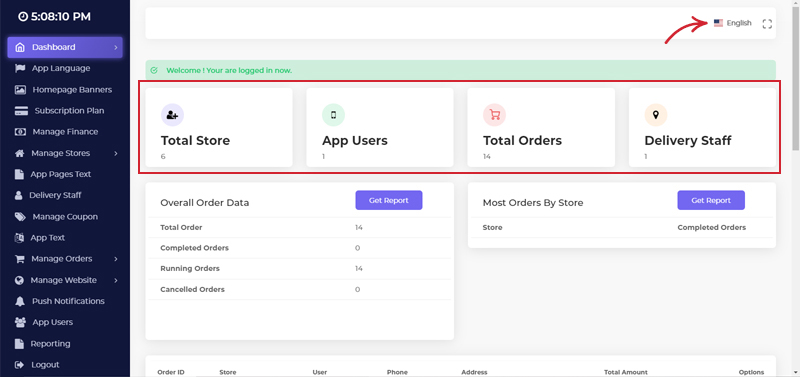 5:08:10 PM
Dashboard
App Language
Homepage Banners
Subscription Plan
Manage Finance
Manage Stores
App Pages Text
Delivery Staff
Manage Coupon
App Text
Manage Orders
Manage Website
Push Notifications
App Users
Reporting
Logout
English
Welcome ! Your are logged in now.
Total Store
6
App Users
1
Total Orders
14
Delivery Staff
1
Overall Order Data Get Report
Total Order 14
Completed Orders 0
Running Orders 14
Cancelled Orders 0
Most Orders By Store Get Report
Store Completed Orders
Order ID Store User Phone Address Total Amount Options